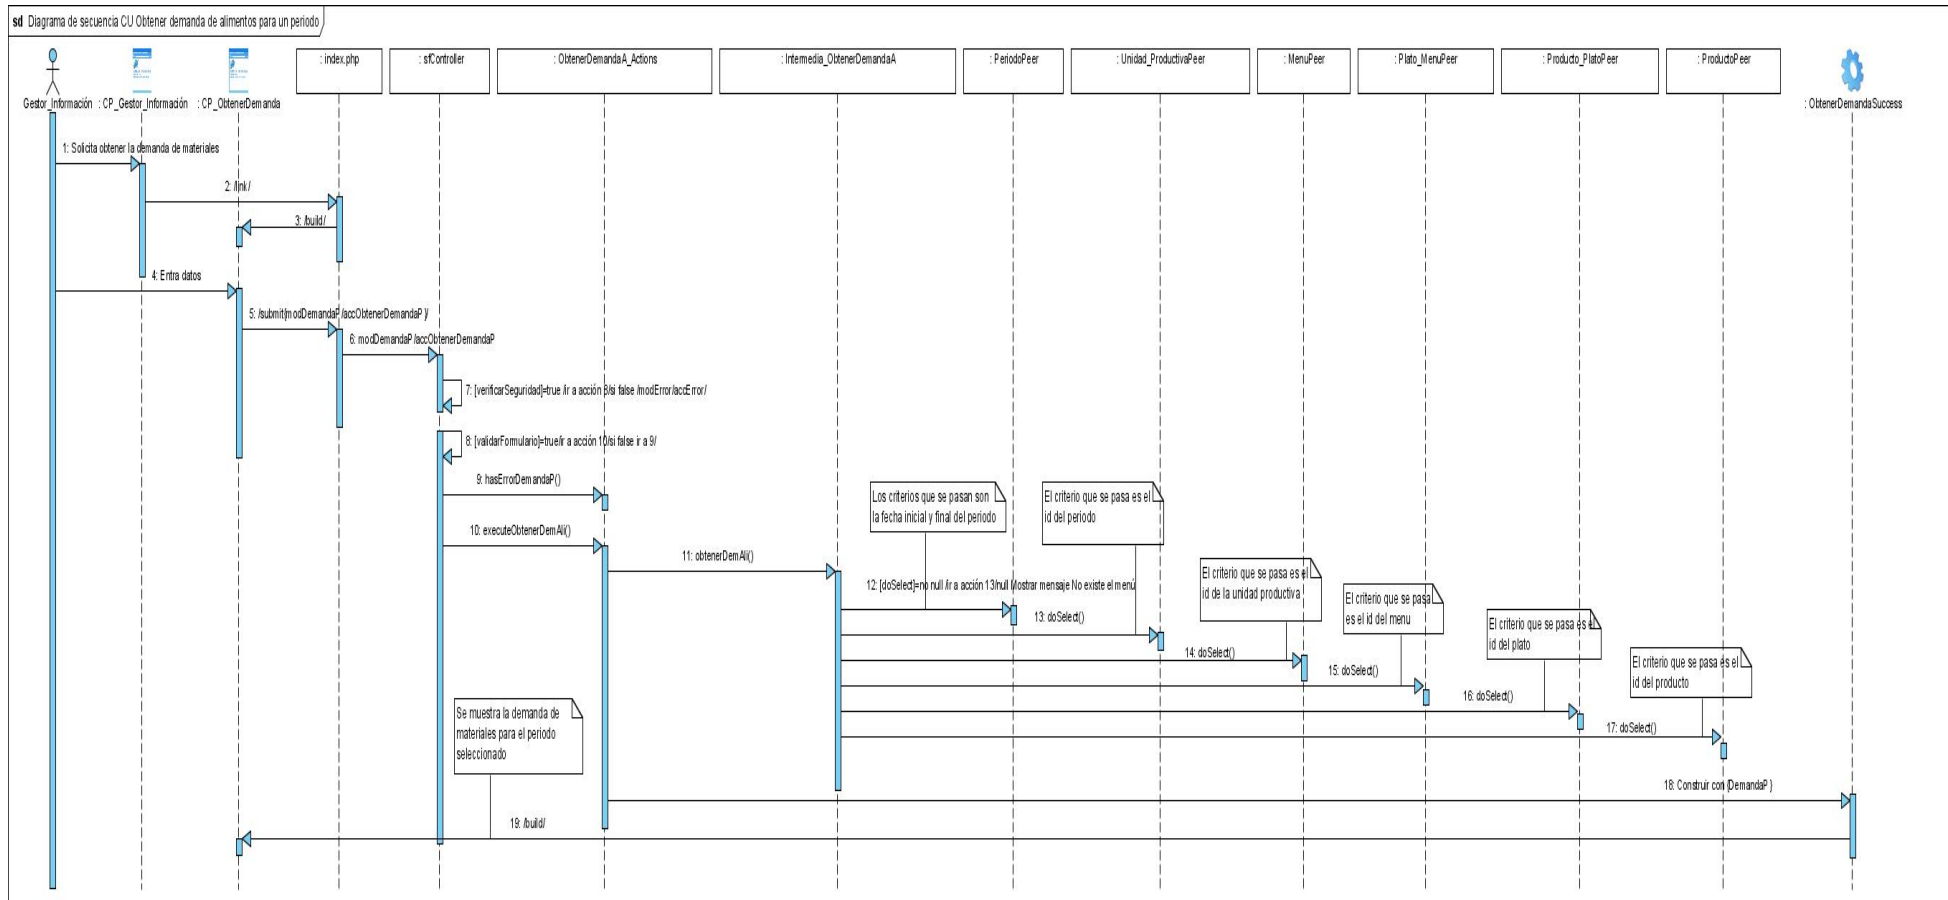 sd Diagrama de secuencia CU Obtener demanda de alimentos para un periodo
Gestor_Información
: CP_Gestor_Información
: CP_ObtenerDemanda
: index.php
: sfController
: ObtenerDemandaA_Actions
: Intermedia_ObtenerDemandaA
: PeriodoPeer
: Unidad_ProductivaPeer
: MenuPeer
: Plato_MenuPeer
: Producto_PlatoPeer
: ProductoPeer
: ObtenerDemandaSuccess
1: Solicita obtener la demanda de materiales
2: /link/
3: /build/
4: Entra datos
5: /submit{modDemandaP/accObtenerDemandaP}/
6: modDemandaP/accObtenerDemandaP
7: [verificarSeguridad]=true /ir a acción 8/si false /modError/accError/
8: [validarFormulario]=true/ir a acción 10/si false ir a 9/
9: hasErrorDemandaP()
10: executeObtenerDemAli()
11: obtenerDemAli()
Los criterios que se pasan son
la fecha inicial y final del periodo
El criterio que se pasa es el
id del periodo
12: [doSelect]=no null /ir a acción 13/null Mostrar mensaje No existe el menú
13: doSelect()
El criterio que se pasa es el
id de la unidad productiva
14: doSelect()
El criterio que se pasa
es el id del menu
15: doSelect()
El criterio que se pasa es el
id del plato
16: doSelect()
El criterio que se pasa es el
id del producto
17: doSelect()
Se muestra la demanda de
materiales para el periodo
seleccionado
18: Construir con {DemandaP}
19: /build/